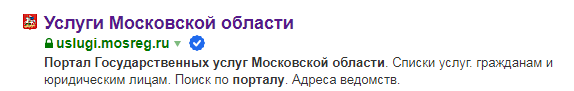 Услуги Московской области
uslugi.mosreg.ru
Портал Государственных услуг Московской области. Списки услуг. гражданам и
юридическим лицам. Поиск по порталу. Адреса ведомств.